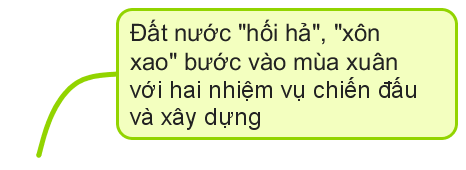 Đất nước "hối hả", "xôn
xao" bước vào mùa xuân
với hai nhiệm vụ chiến đấu
và xây dựng